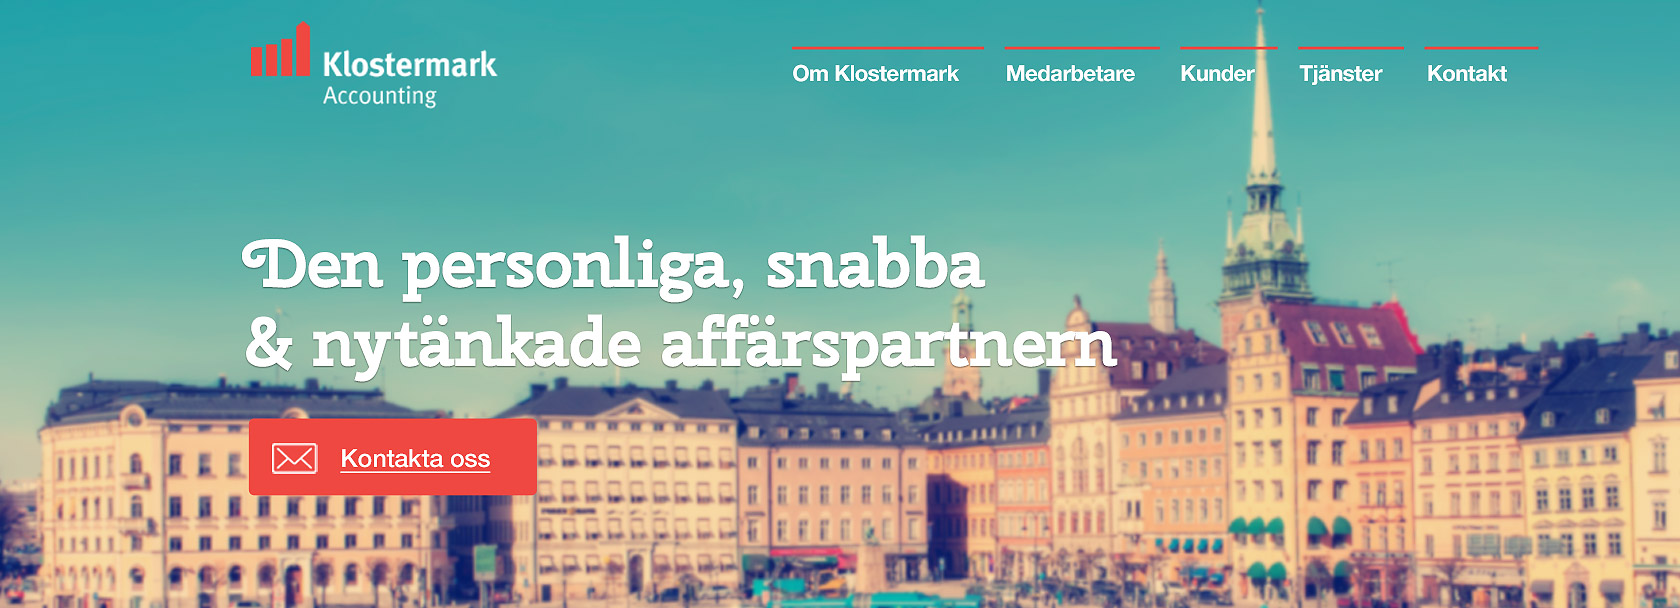 Klostermark
Accounting
Om Klostermark
Medarbetare
Kunder
Tjänster
Kontakt
Den personliga, snabba
& nytänkade affärspartnern
Kontakta oss